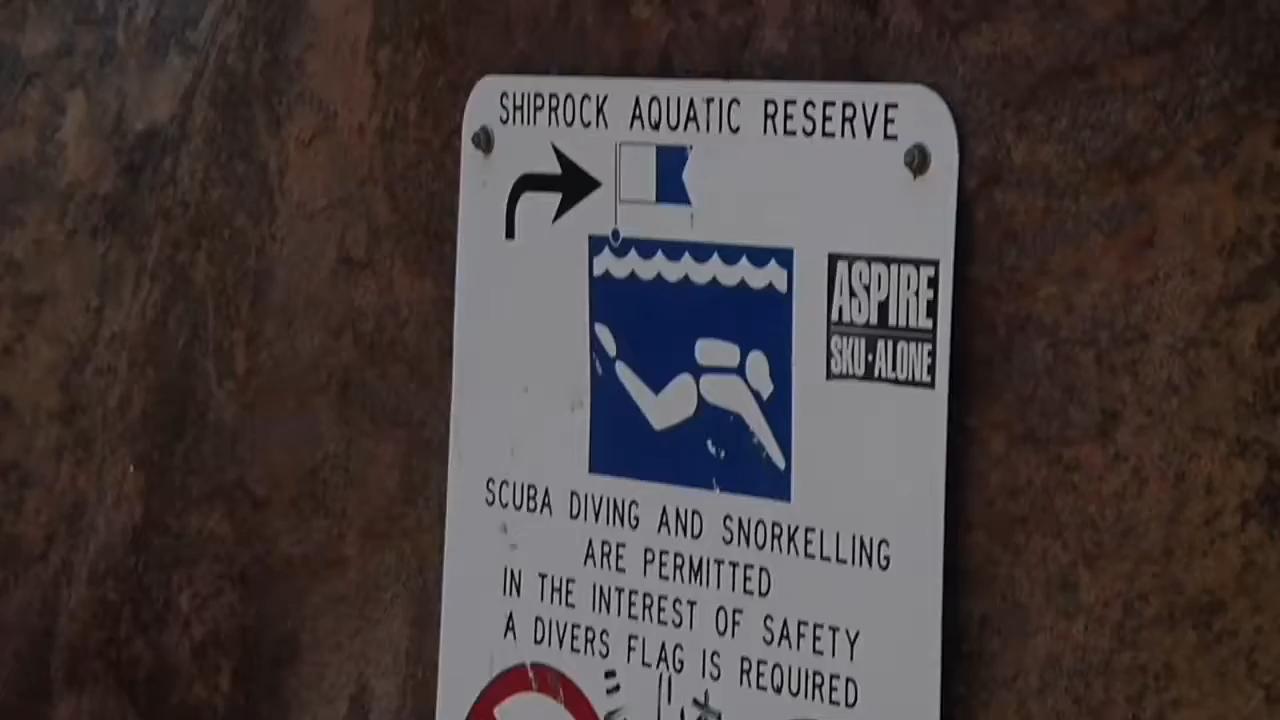 SHIPROCK AQUATIC RESERVE
ASPIRE
SKU·ALONE
SCUBA DIVING AND SNORKELLING
ARE PERMITTED
IN THE INTEREST OF SAFETY
A DIVERS FLAG IS REQUIRED